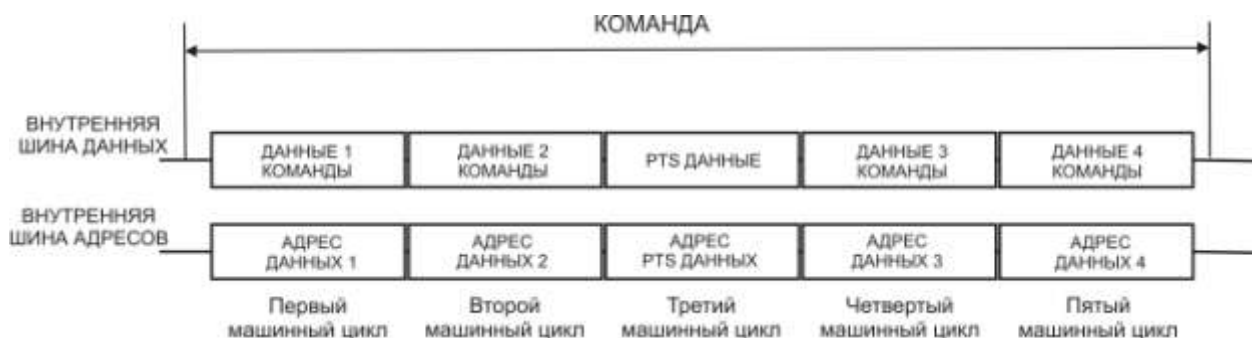 КОМАНДА
ВНУТРЕННЯЯ
ШИНА ДАННЫХ
ДАННЫЕ 1
КОМАНДЫ
ДАННЫЕ 2
КОМАНДЫ
PTS ДАННЫЕ
ДАННЫЕ 3
КОМАНДЫ
ДАННЫЕ 4
КОМАНДЫ
ВНУТРЕННЯЯ
ШИНА АДРЕСОВ
АДРЕС
ДАННЫХ 1
АДРЕС
ДАННЫХ 2
АДРЕС
PTS ДАННЫХ
АДРЕС
ДАННЫХ 3
АДРЕС
ДАННЫХ 4
Первый
машинный цикл
Второй
машинный цикл
Третий
машинный цикл
Четвертый
машинный цикл
Пятый
машинный цикл